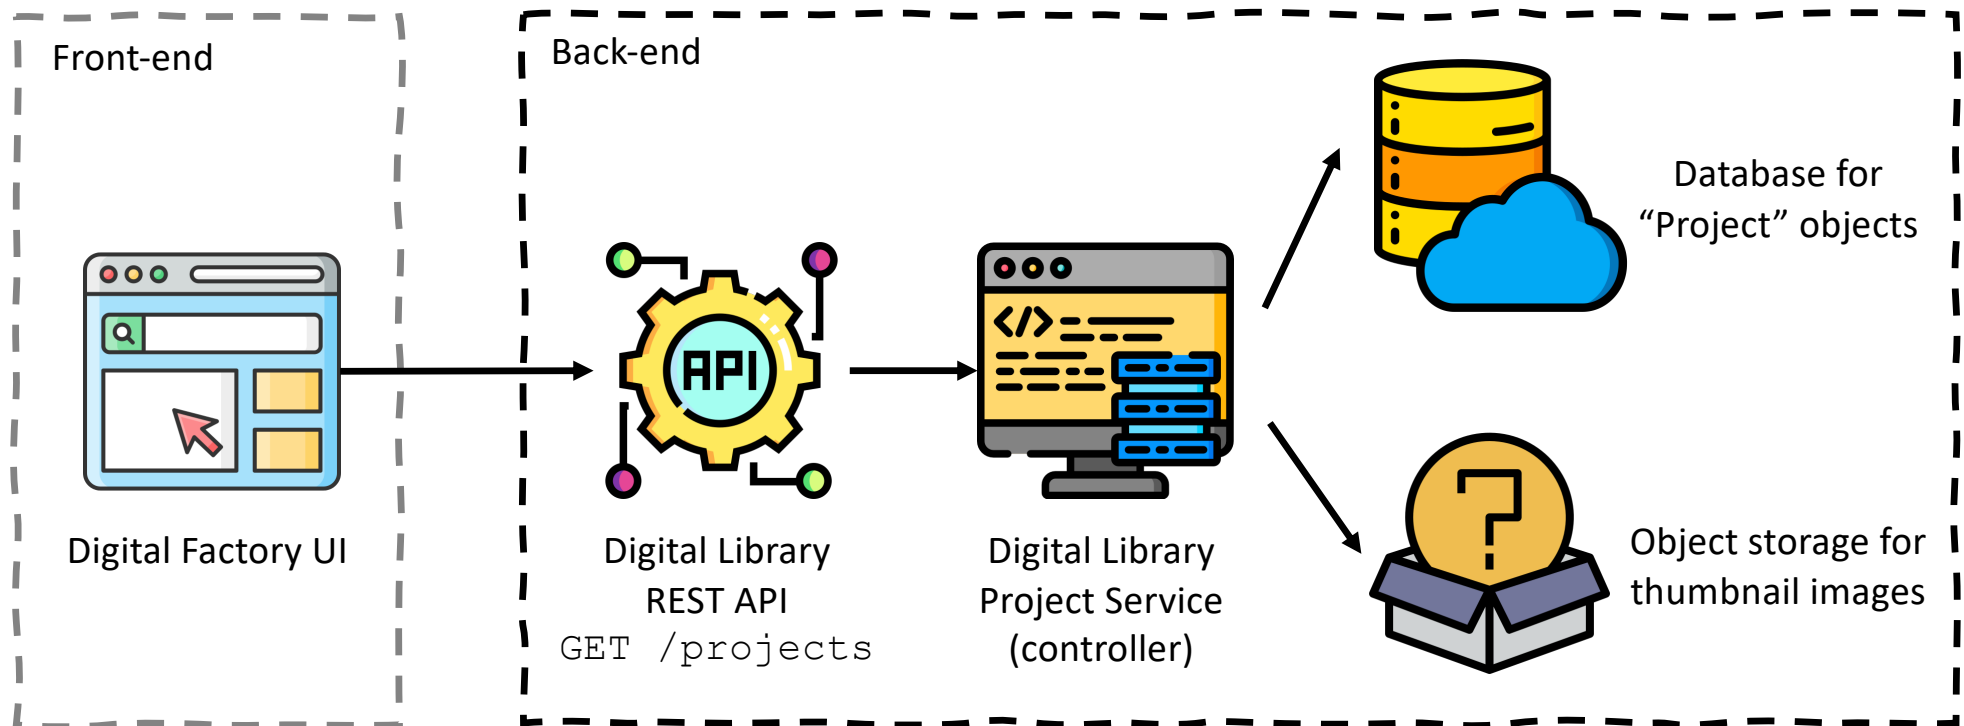 Front-end
Back-end
Database for
“Project” objects
API
Digital Factory UI
Digital Library
REST API
GET /projects
Digital Library
Project Service
(controller)
Object storage for
thumbnail images